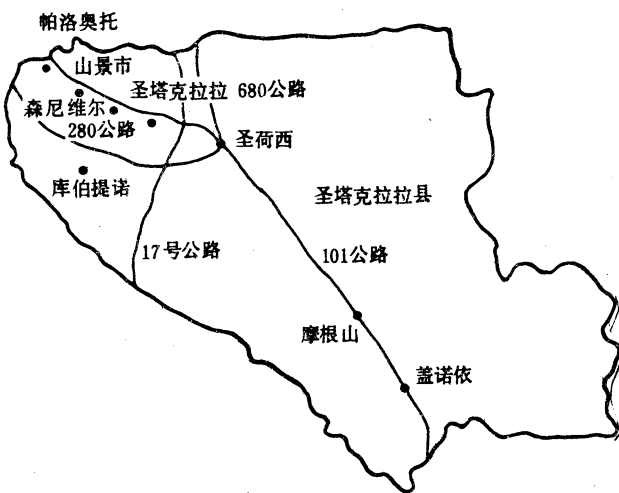 帕洛奥托
山景市
圣塔克拉拉 680公路
森尼维尔
280公路
圣荷西
库伯提诺
圣塔克拉拉县
17号公路
101公路
摩根山
盖诺依